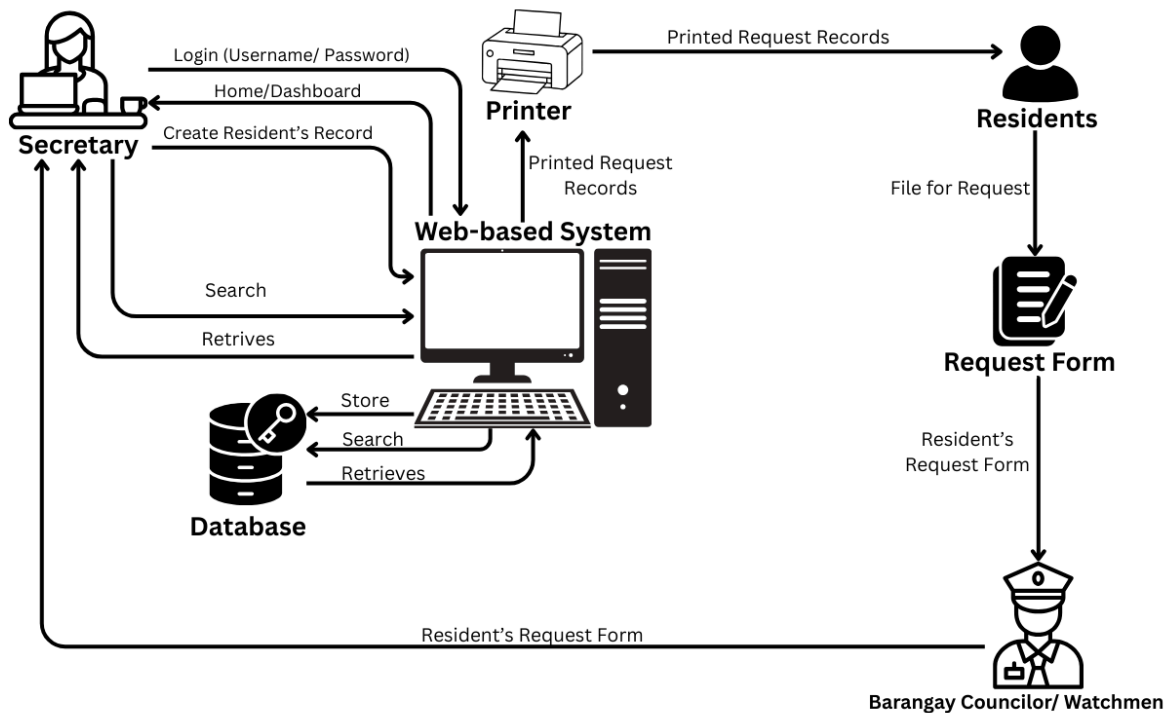 Login (Username/ Password)
Home/Dashboard
Create Resident's Record
Secretary
Printer
Printed Request Records
Residents
Printed Request
Records
File for Request
Web-based System
Search
Retrives
Request Form
Store
Search
Retrieves
Database
Resident's
Request Form
Resident's Request Form
Barangay Councilor/ Watchmen